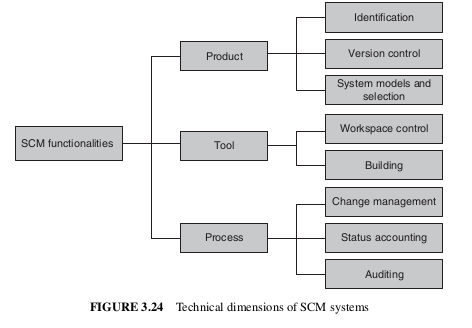 SCM functionalities
Product
Identification
Version control
System models and
selection
Tool
Workspace control
Building
Process
Change management
Status accounting
Auditing
FIGURE 3.24 Technical dimensions of SCM systems